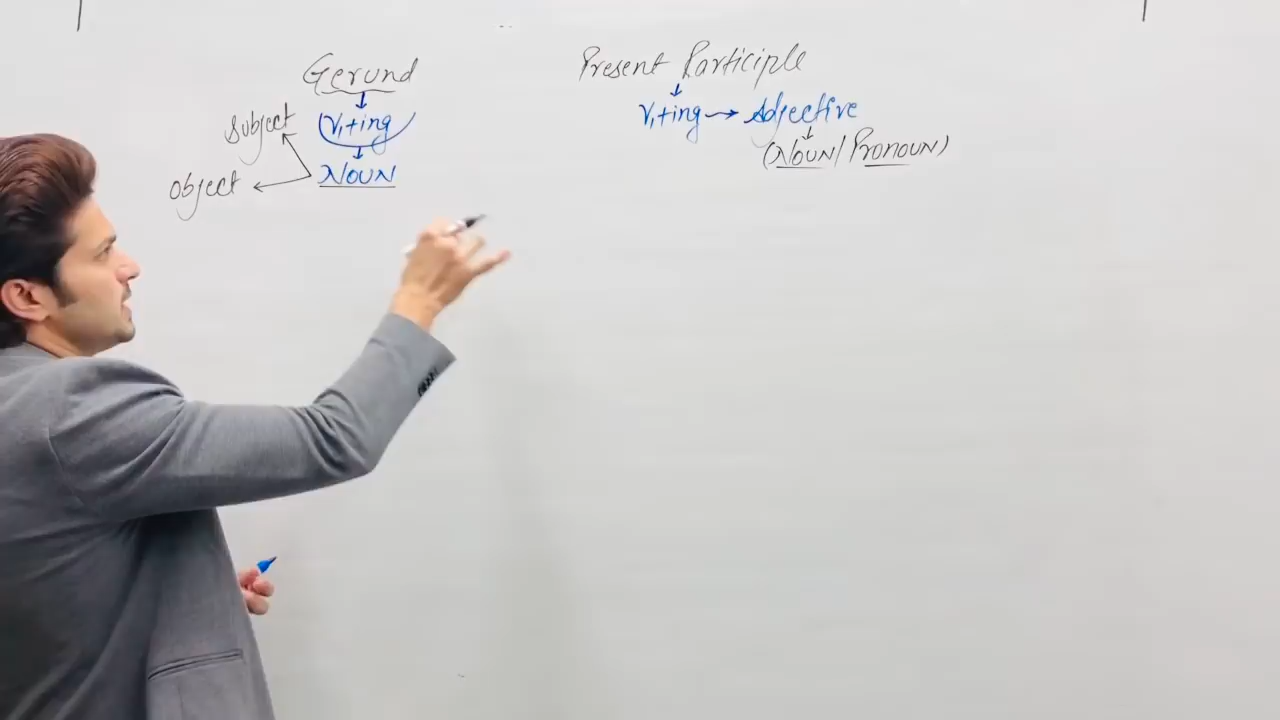 Gerund
↓
Subject (V₁+ing)
↓
Object Noun
Present Participle
↓
V₁+ing → Adjective
↓
(Noun/Pronoun)